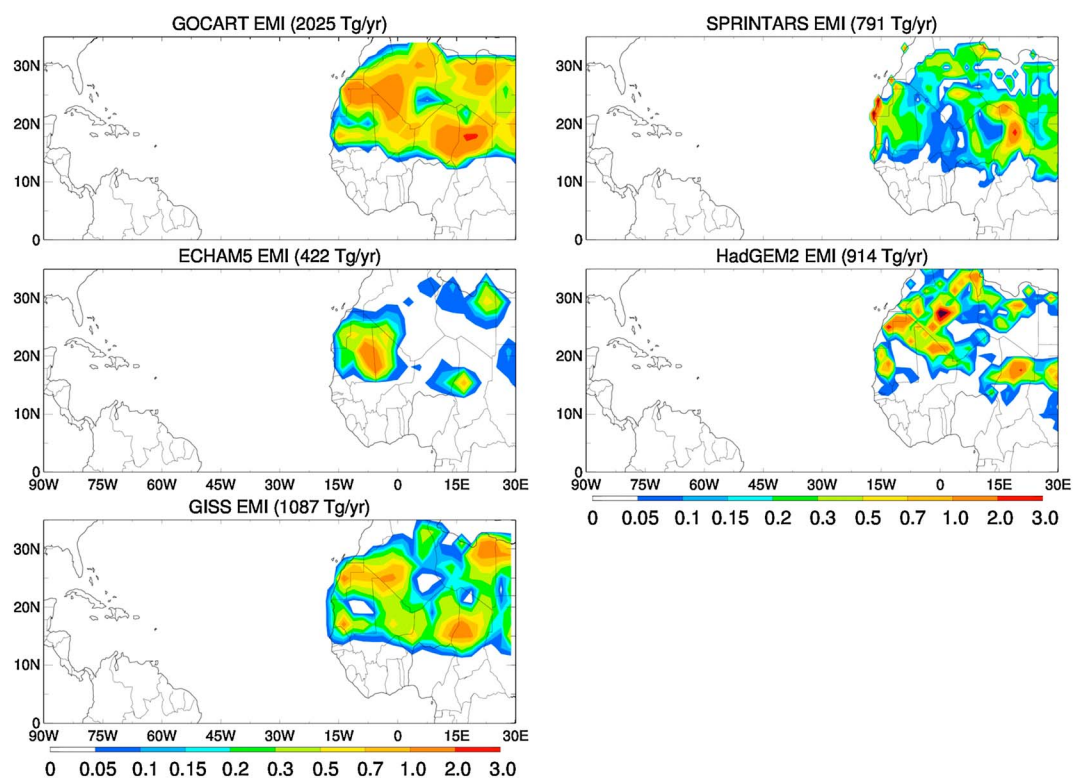 GOCART EMI (2025 Tg/yr)
30N
20N
10N
0
SPRINTARS EMI (791 Tg/yr)
30N
20N
10N
0
ECHAM5 EMI (422 Tg/yr)
30N
20N
10N
0
90W 75W 60W 45W 30W 15W 0 15E 30E
HadGEM2 EMI (914 Tg/yr)
30N
20N
10N
0
90W 75W 60W 45W 30W 15W 0 15E 30E
0 0.05 0.1 0.15 0.2 0.3 0.5 0.7 1.0 2.0 3.0
GISS EMI (1087 Tg/yr)
30N
20N
10N
0
90W 75W 60W 45W 30W 15W 0 15E 30E
0 0.05 0.1 0.15 0.2 0.3 0.5 0.7 1.0 2.0 3.0